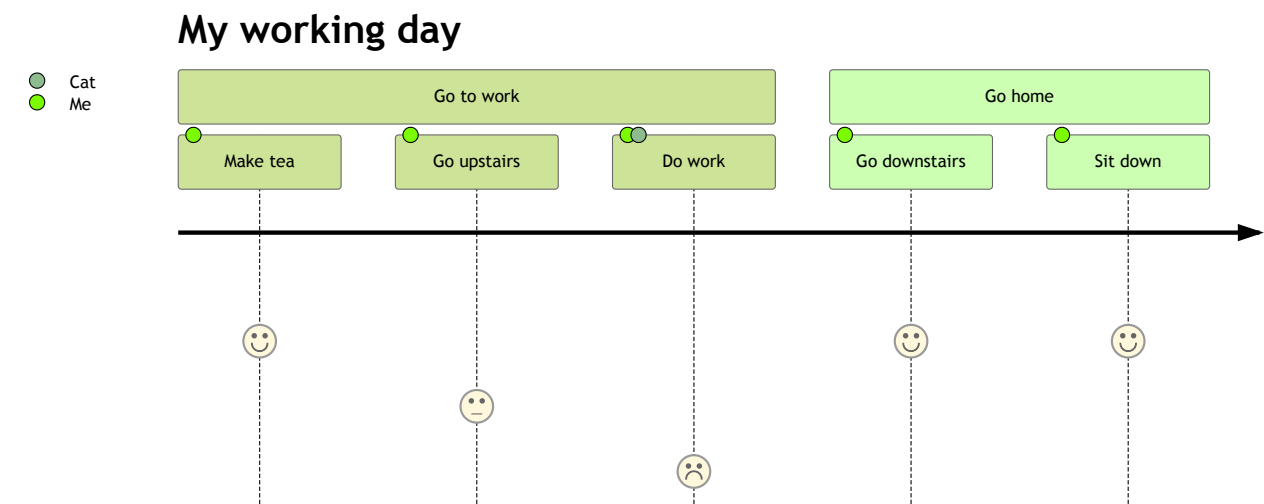 My working day
Cat
Me
Go to work
Go home
Make tea
Go upstairs
Do work
Go downstairs
Sit down